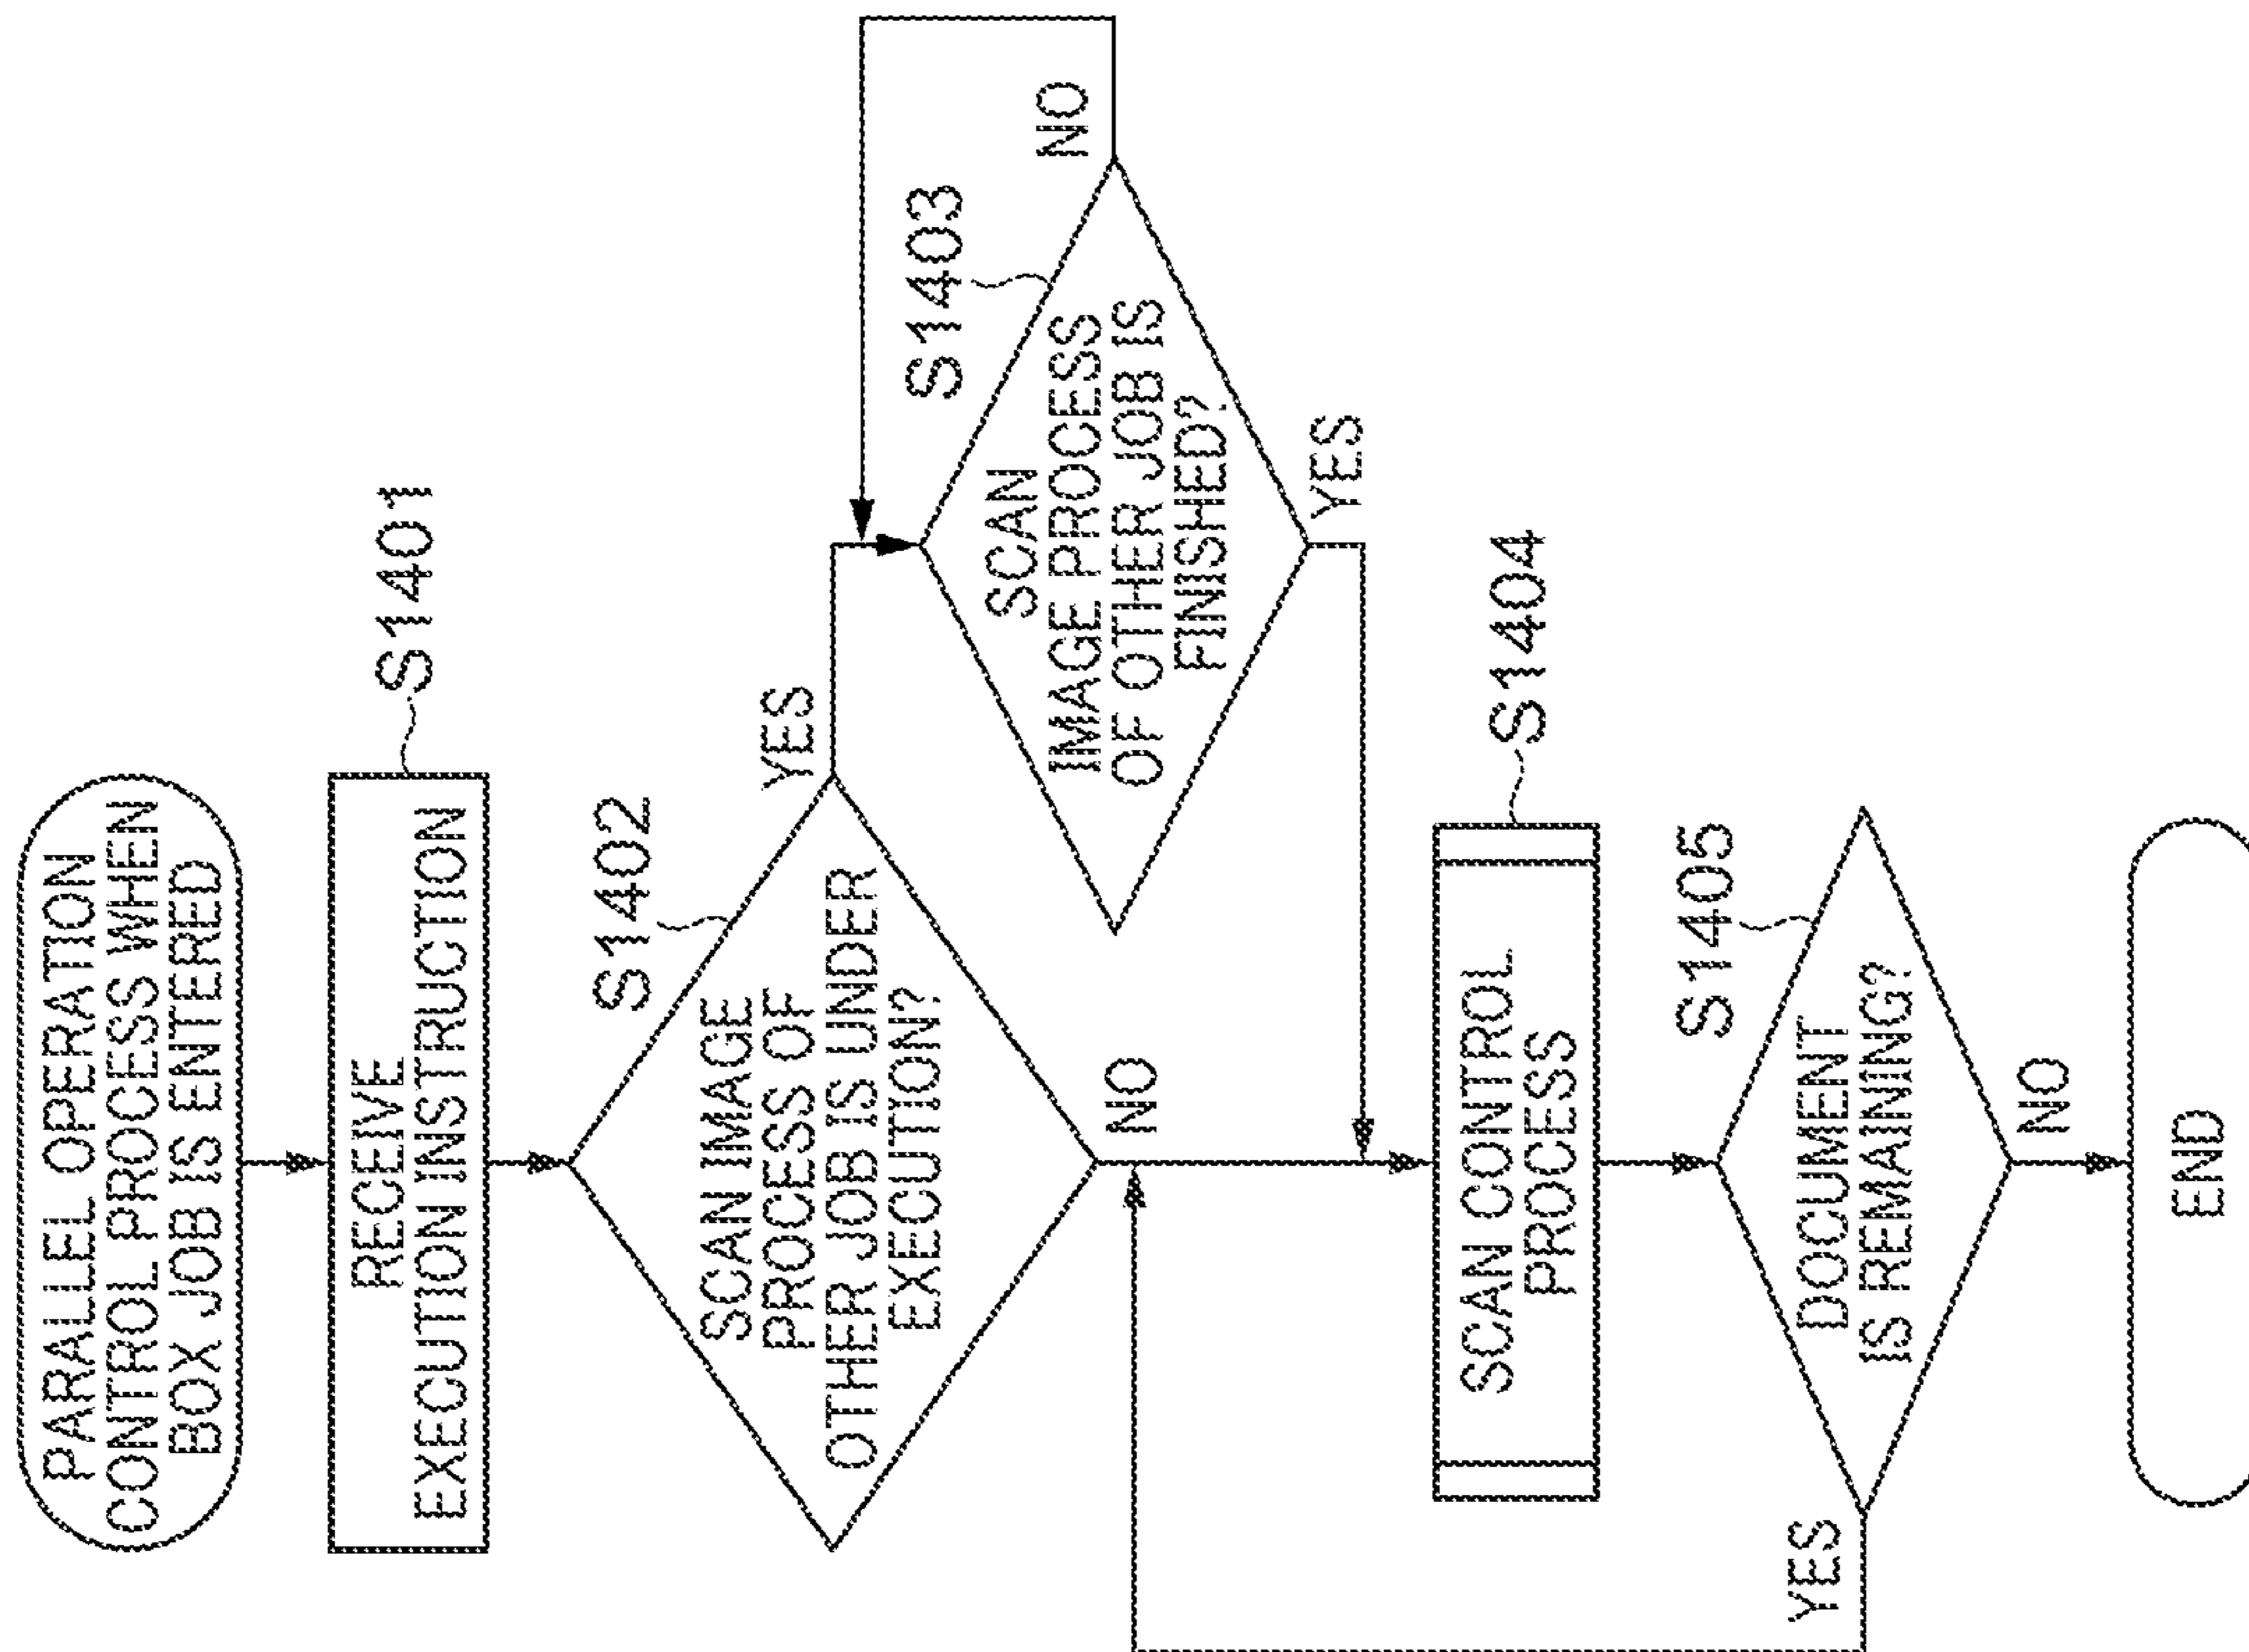 PARALLEL OPERATION
CONTROL PROCESS WHEN
BOX JOB IS ENTERED
RECEIVE
EXECUTION INSTRUCTION
S1401
SCAN IMAGE
PROCESS OF
OTHER JOB IS UNDER
EXECUTION?
S1402
YES
NO
SCAN
IMAGE PROCESS
OF OTHER JOB IS
FINISHED?
S1403
NO
YES
SCAN CONTROL
PROCESS
S1404
DOCUMENT
IS REMAINING?
S1405
YES
NO
END